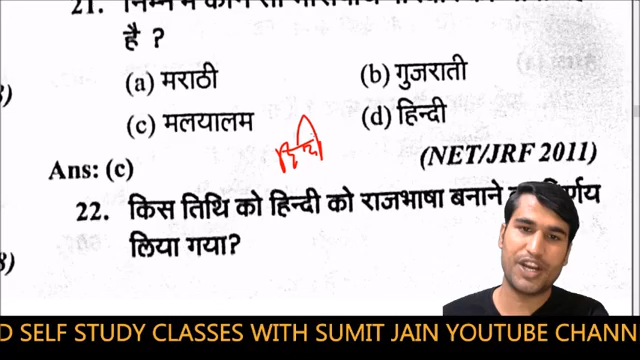 21.
है ?
(a) मराठी
(b) गुजराती
(c) मलयालम
(d) हिन्दी
हिन्दी
Ans: (c)
(NET/JRF 2011)
22. किस तिथि को हिन्दी को राजभाषा बनाने
लिया गया?
D SELF STUDY CLASSES WITH SUMIT JAIN YOUTUBE CHANN